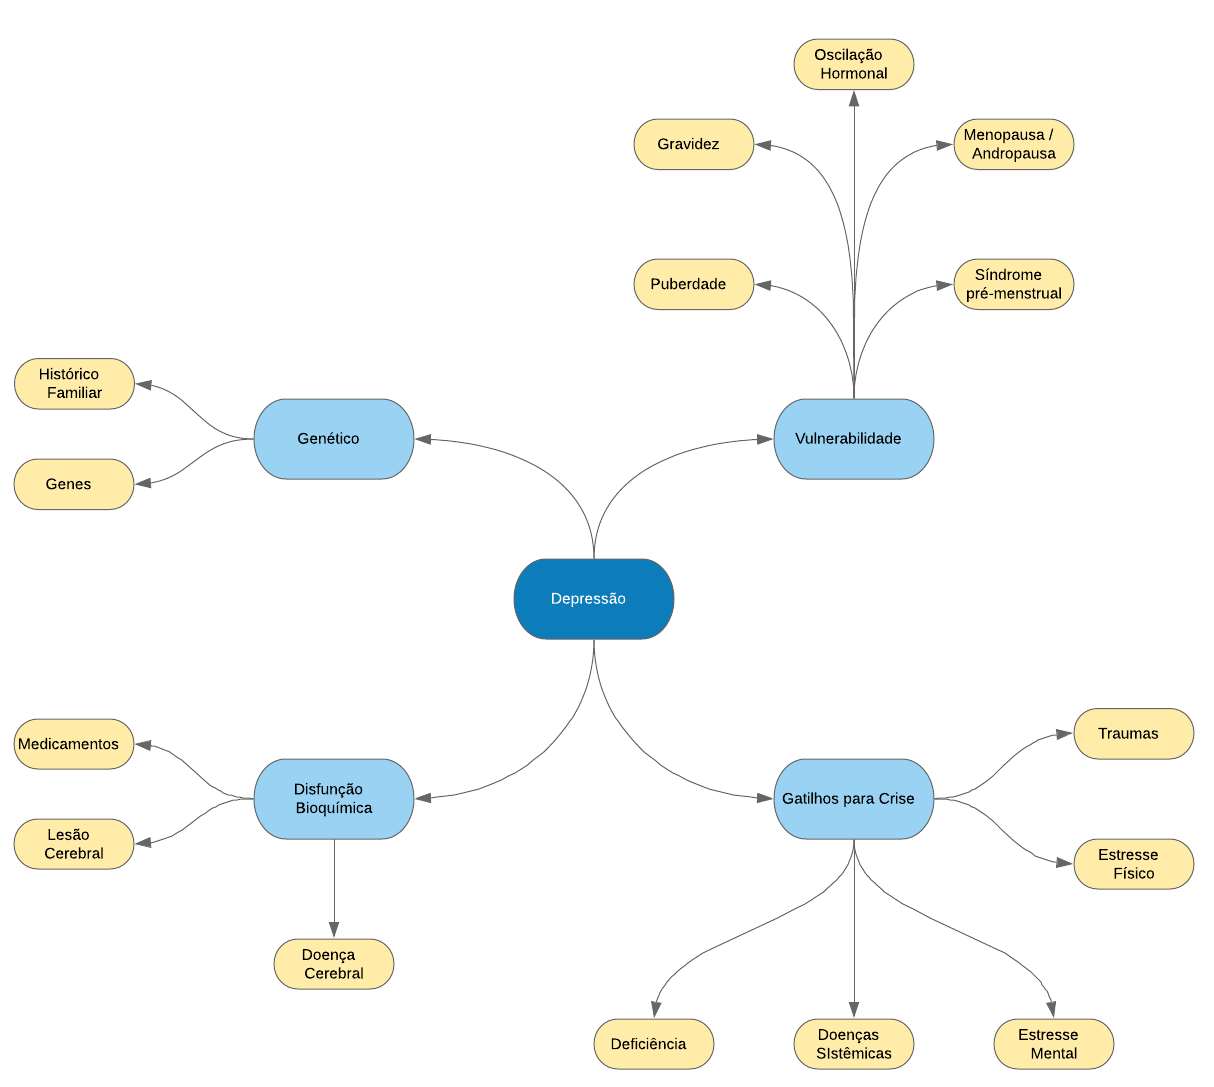 Oscilação
Hormonal
Gravidez
Menopausa /
Andropausa
Puberdade
Síndrome
pré-menstrual
Histórico
Familiar
Genes
Genético
Vulnerabilidade
Depressão
Medicamentos
Lesão
Cerebral
Disfunção
Bioquímica
Doença
Cerebral
Gatilhos para Crise
Traumas
Estresse
Físico
Deficiência
Doenças
SIstêmicas
Estresse
Mental